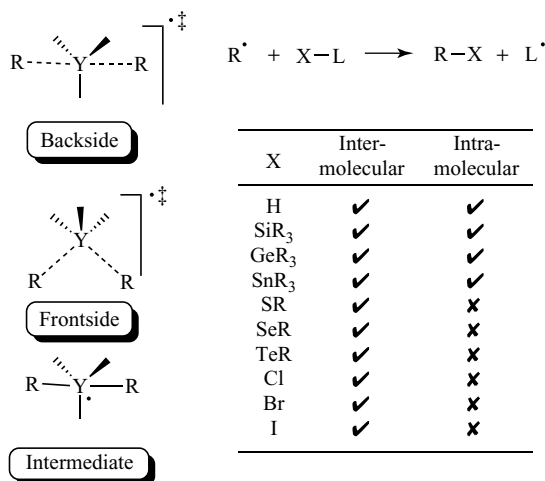 R Y R • ‡
Backside
R Y R • ‡
Frontside
R Y R •
Intermediate
R• + X–L ⟶ R–X + L•
X Inter-molecular Intra-molecular
H ✔ ✔
SiR₃ ✔ ✔
GeR₃ ✔ ✔
SnR₃ ✔ ✔
SR ✔ ✘
SeR ✔ ✘
TeR ✔ ✘
Cl ✔ ✘
Br ✔ ✘
I ✔ ✘